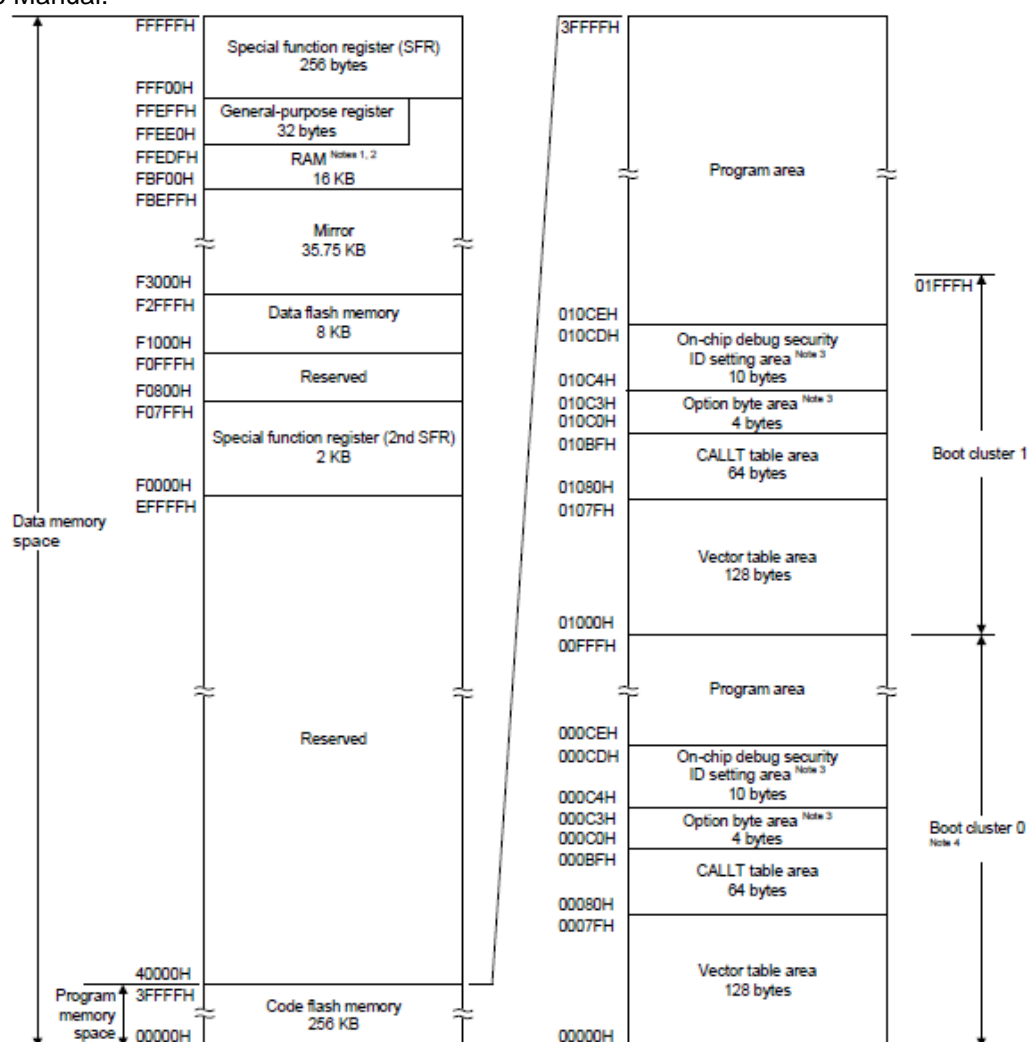 s Manual.
FFFFFH
Special function register (SFR)
256 bytes
FFF00H
FFEFFH
General-purpose register
32 bytes
FFEE0H
FFEDFH
RAM Notes 1, 2
16 KB
FBF00H
FBEFFH
Mirror
35.75 KB
F3000H
F2FFFH
Data flash memory
8 KB
F1000H
F0FFFH
Reserved
F0800H
F07FFH
Special function register (2nd SFR)
2 KB
F0000H
EFFFFH
Data memory
space
Reserved
40000H
Program
memory
space
3FFFFH
Code flash memory
256 KB
00000H
3FFFFH
Program area
01FFFH
010CEH
010CDH
On-chip debug security
ID setting area Note 3
10 bytes
010C4H
010C3H
Option byte area Note 3
4 bytes
010C0H
010BFH
CALLT table area
64 bytes
Boot cluster 1
01080H
0107FH
Vector table area
128 bytes
01000H
00FFFH
Program area
000CEH
000CDH
On-chip debug security
ID setting area Note 3
10 bytes
000C4H
000C3H
Option byte area Note 3
4 bytes
000C0H
Boot cluster 0
Note 4
000BFH
CALLT table area
64 bytes
00080H
0007FH
Vector table area
128 bytes
00000H